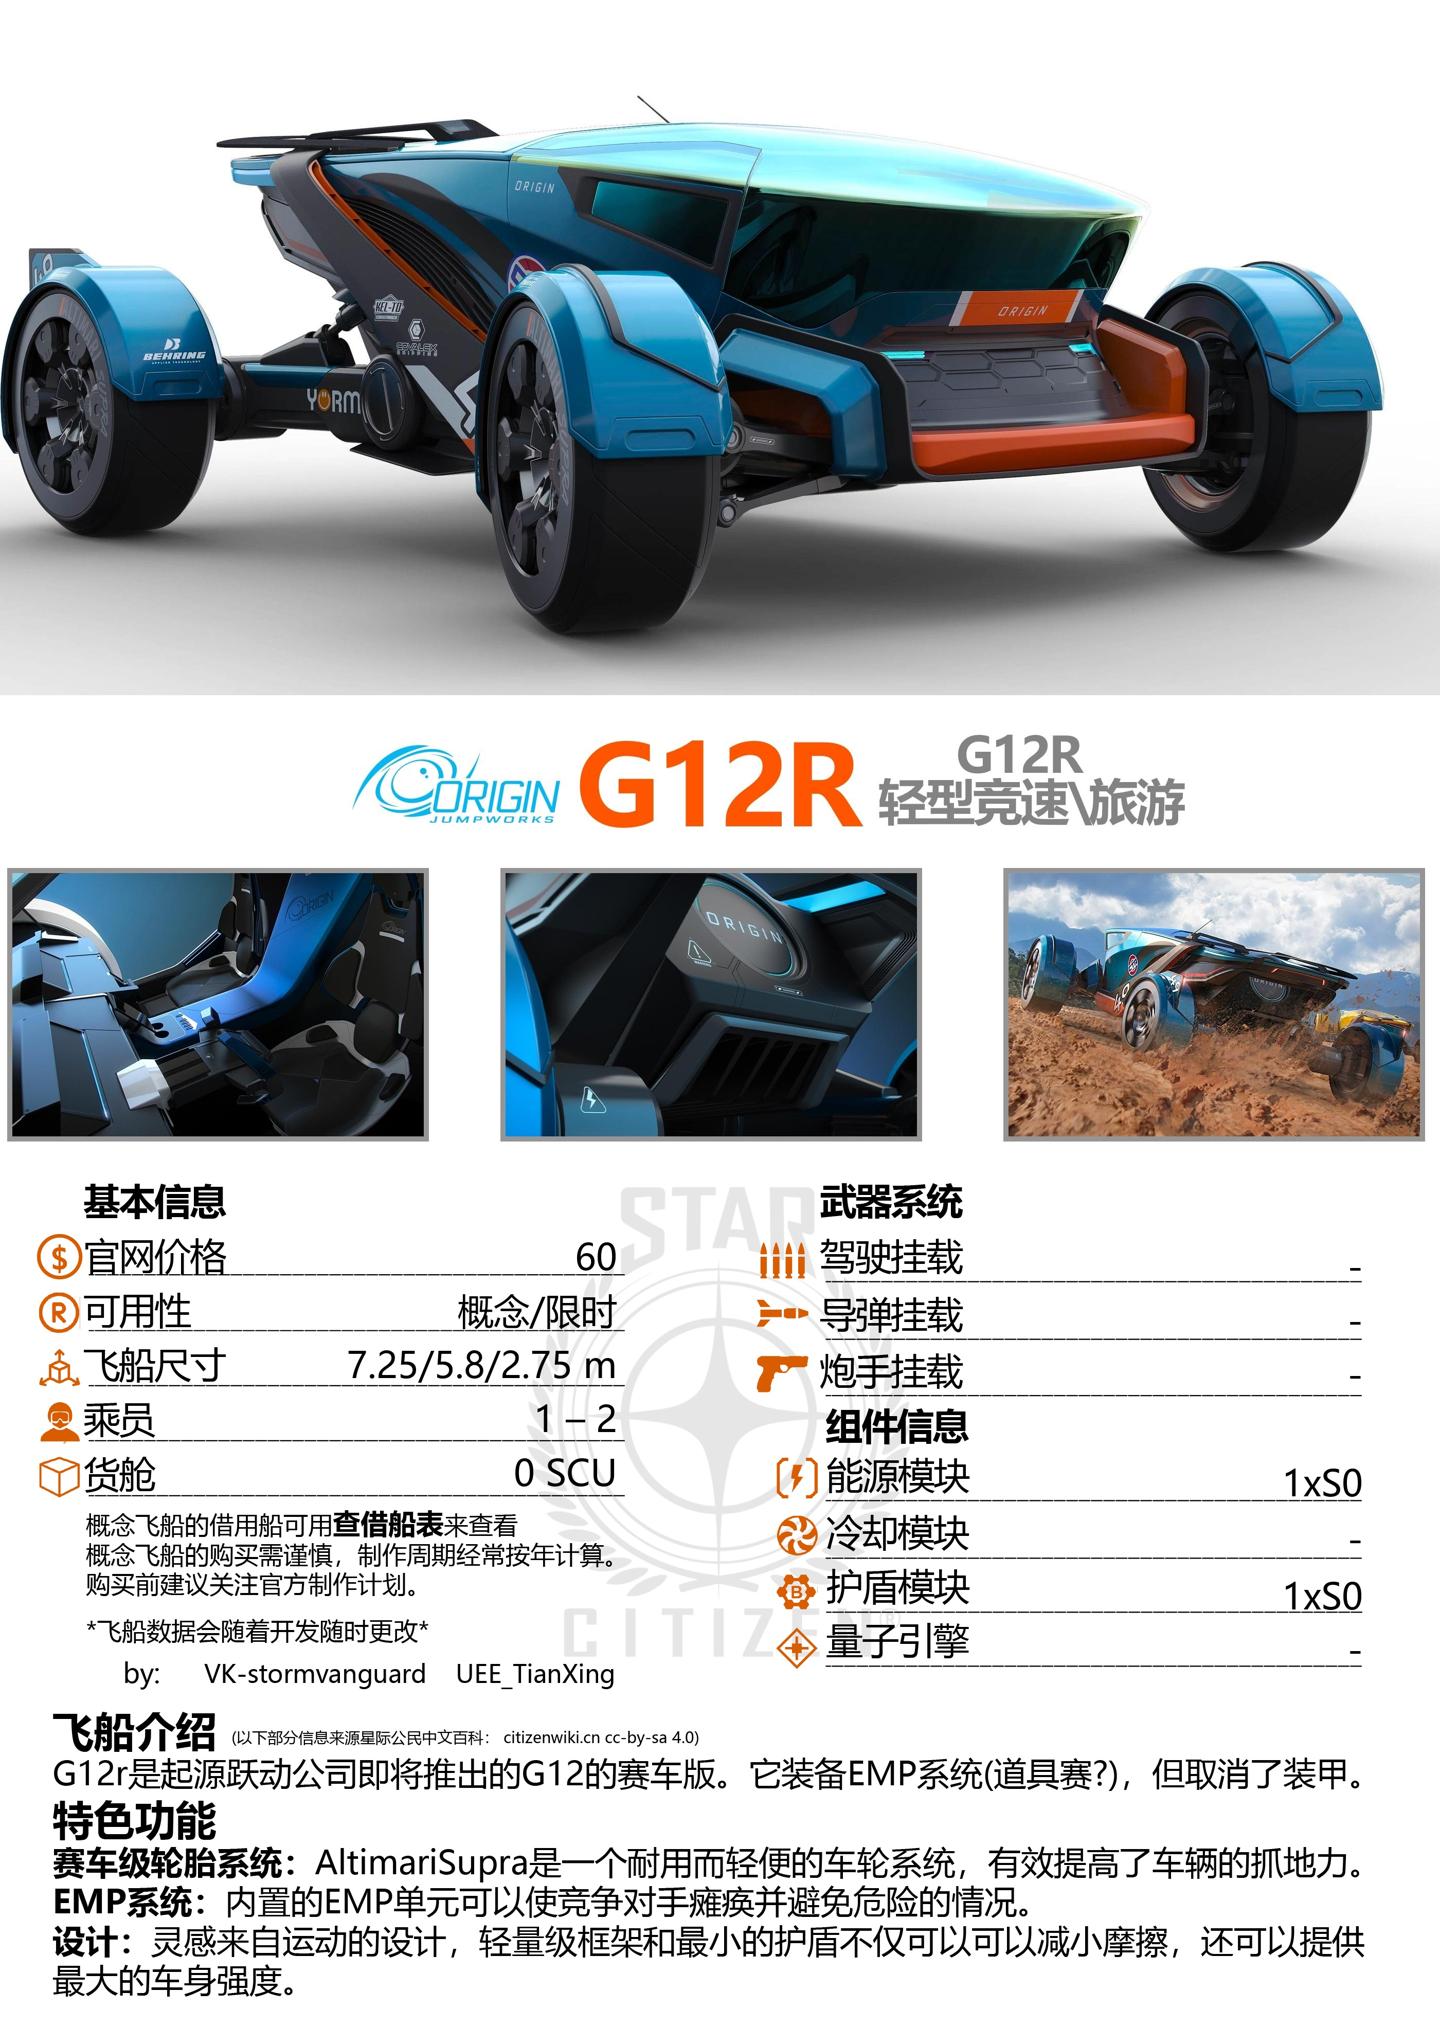 ORIGIN
ORIGIN
BEHRING
YORM
ORIGIN
JUMPWORKS
G12R
G12R
轻型竞速\旅游
ORIGIN
ORIGIN
ORIGIN
STAR
CITIZEN
基本信息
官网价格 60
可用性 概念/限时
飞船尺寸 7.25/5.8/2.75 m
乘员 1 – 2
货舱 0 SCU
概念飞船的借用船可用查借船表来查看
概念飞船的购买需谨慎，制作周期经常按年计算。
购买前建议关注官方制作计划。
*飞船数据会随着开发随时更改*
by: VK-stormvanguard UEE_TianXing
武器系统
驾驶挂载 -
导弹挂载 -
炮手挂载 -
组件信息
能源模块 1xS0
冷却模块 -
护盾模块 1xS0
量子引擎 -
飞船介绍 (以下部分信息来源星际公民中文百科： citizenwiki.cn cc-by-sa 4.0)
G12r是起源跃动公司即将推出的G12的赛车版。它装备EMP系统(道具赛?)，但取消了装甲。
特色功能
赛车级轮胎系统：AltimariSupra是一个耐用而轻便的车轮系统，有效提高了车辆的抓地力。
EMP系统：内置的EMP单元可以使竞争对手瘫痪并避免危险的情况。
设计：灵感来自运动的设计，轻量级框架和最小的护盾不仅可以可以减小摩擦，还可以提供
最大的车身强度。